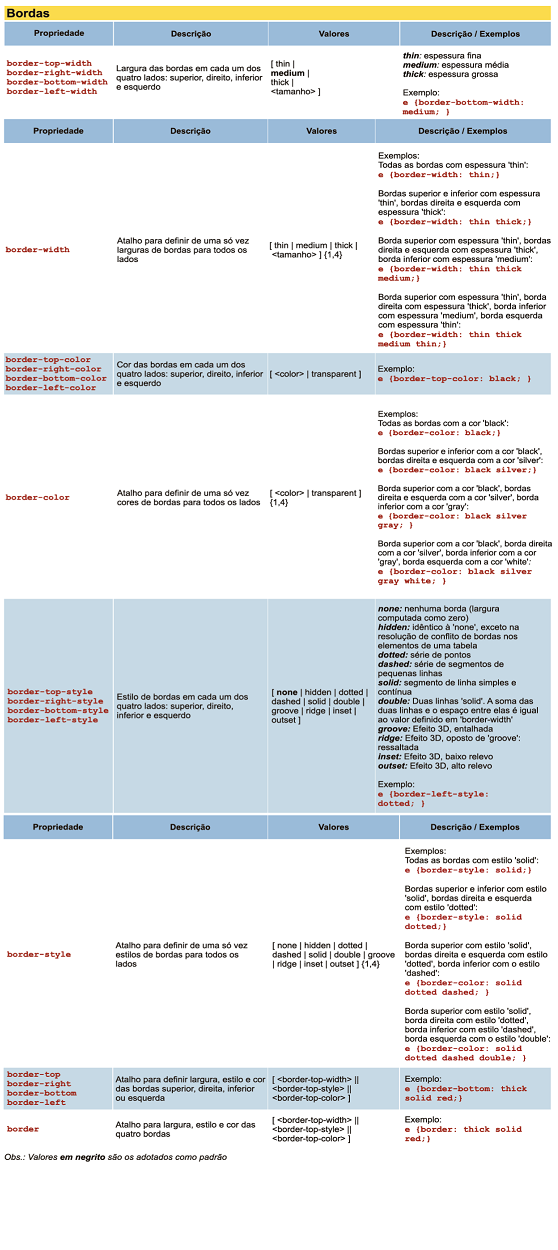 Bordas
Propriedade Descrição Valores Descrição / Exemplos
border-top-width
border-right-width
border-bottom-width
border-left-width
Largura das bordas em cada um dos
quatro lados: superior, direito, inferior
e esquerdo
[ thin |
medium |
thick |
<tamanho> ]
thin: espessura fina
medium: espessura média
thick: espessura grossa
Exemplo:
e {border-bottom-width:
medium; }
Propriedade Descrição Valores Descrição / Exemplos
border-width
Atalho para definir de uma só vez
larguras de bordas para todos os
lados
[ thin | medium | thick |
<tamanho> ] {1,4}
Exemplos:
Todas as bordas com espessura 'thin':
e {border-width: thin;}
Bordas superior e inferior com espessura
'thin', bordas direita e esquerda com
espessura 'thick':
e {border-width: thin thick;}
Borda superior com espessura 'thin', bordas
direita e esquerda com espessura 'thick',
borda inferior com espessura 'medium':
e {border-width: thin thick
medium;}
Borda superior com espessura 'thin', borda
direita com espessura 'thick', borda inferior
com espessura 'medium', borda esquerda
com espessura 'thin':
e {border-width: thin thick
medium thin;}
border-top-color
border-right-color
border-bottom-color
border-left-color
Cor das bordas em cada um dos
quatro lados: superior, direito, inferior
e esquerdo
[ <color> | transparent ]
Exemplo:
e {border-top-color: black; }
border-color
Atalho para definir de uma só vez
cores de bordas para todos os lados
[ <color> | transparent ]
{1,4}
Exemplos:
Todas as bordas com a cor 'black':
e {border-color: black;}
Bordas superior e inferior com a cor 'black',
bordas direita e esquerda com a cor 'silver':
e {border-color: black silver;}
Borda superior com a cor 'black', bordas
direita e esquerda com a cor 'silver', borda
inferior com a cor 'gray':
e {border-color: black silver
gray; }
Borda superior com a cor 'black', borda direita
com a cor 'silver', borda inferior com a cor
'gray', borda esquerda com a cor 'white':
e {border-color: black silver
gray white; }
border-top-style
border-right-style
border-bottom-style
border-left-style
Estilo de bordas em cada um dos
quatro lados: superior, direito,
inferior e esquerdo
[ none | hidden | dotted |
dashed | solid | double |
groove | ridge | inset |
outset ]
none: nenhuma borda (largura
computada como zero)
hidden: idêntico à 'none', exceto na
resolução de conflito de bordas nos
elementos de uma tabela
dotted: série de pontos
dashed: série de segmentos de
pequenas linhas
solid: segmento de linha simples e
contínua
double: Duas linhas 'solid'. A soma das
duas linhas e o espaço entre elas é igual
ao valor definido em 'border-width'
groove: Efeito 3D, entalhada
ridge: Efeito 3D, oposto de 'groove':
ressaltada
inset: Efeito 3D, baixo relevo
outset: Efeito 3D, alto relevo
Exemplo:
e {border-left-style:
dotted; }
Propriedade Descrição Valores Descrição / Exemplos
border-style
Atalho para definir de uma só vez
estilos de bordas para todos os
lados
[ none | hidden | dotted |
dashed | solid | double | groove
| ridge | inset | outset ] {1,4}
Exemplos:
Todas as bordas com estilo 'solid':
e {border-style: solid;}
Bordas superior e inferior com estilo
'solid', bordas direita e esquerda
com estilo 'dotted':
e {border-style: solid
dotted;}
Borda superior com estilo 'solid',
bordas direita e esquerda com estilo
'dotted', borda inferior com o estilo
'dashed':
e {border-color: solid
dotted dashed; }
Borda superior com estilo 'solid',
borda direita com estilo 'dotted',
borda inferior com estilo 'dashed',
borda esquerda com o estilo 'double':
e {border-color: solid
dotted dashed double; }
border-top
border-right
border-bottom
border-left
Atalho para definir largura, estilo e cor
das bordas superior, direita, inferior
ou esquerda
[ <border-top-width> ||
<border-top-style> ||
<border-top-color> ]
Exemplo:
e {border-bottom: thick
solid red;}
border
Atalho para largura, estilo e cor das
quatro bordas
[ <border-top-width> ||
<border-top-style> ||
<border-top-color> ]
Exemplo:
e {border: thick solid
red;}
Obs.: Valores em negrito são os adotados como padrão